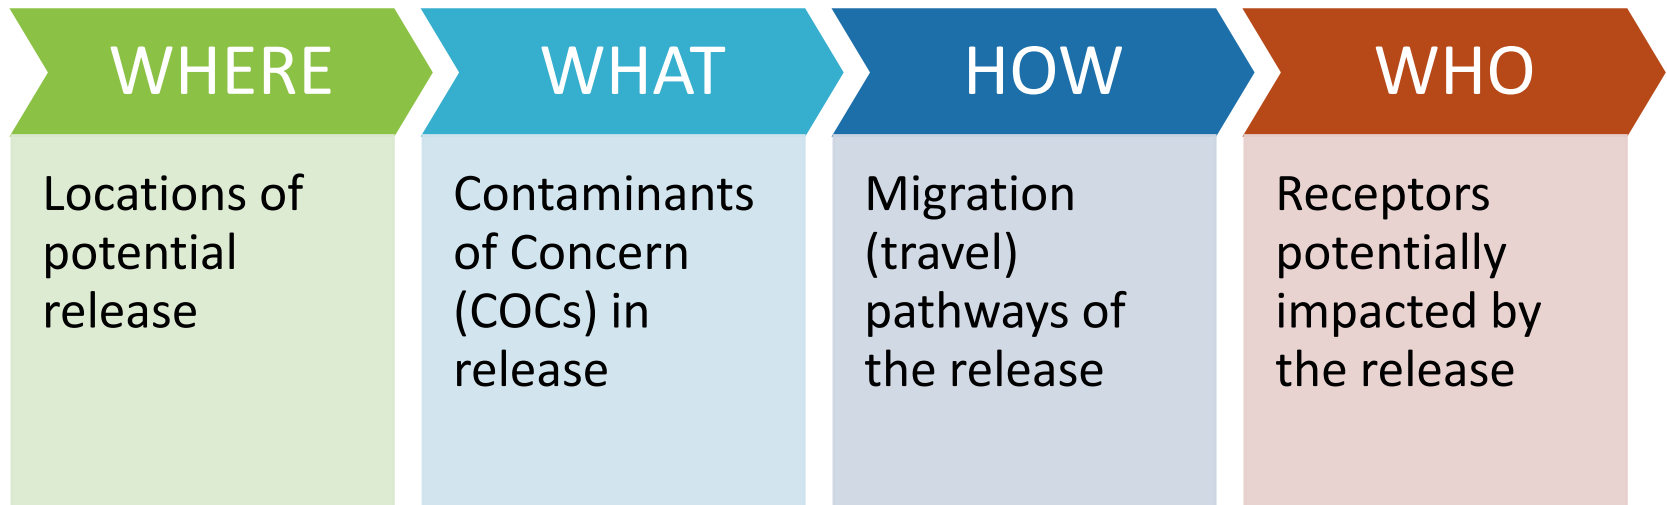 WHERE
Locations of
potential
release
WHAT
Contaminants
of Concern
(COCs) in
release
HOW
Migration
(travel)
pathways of
the release
WHO
Receptors
potentially
impacted by
the release